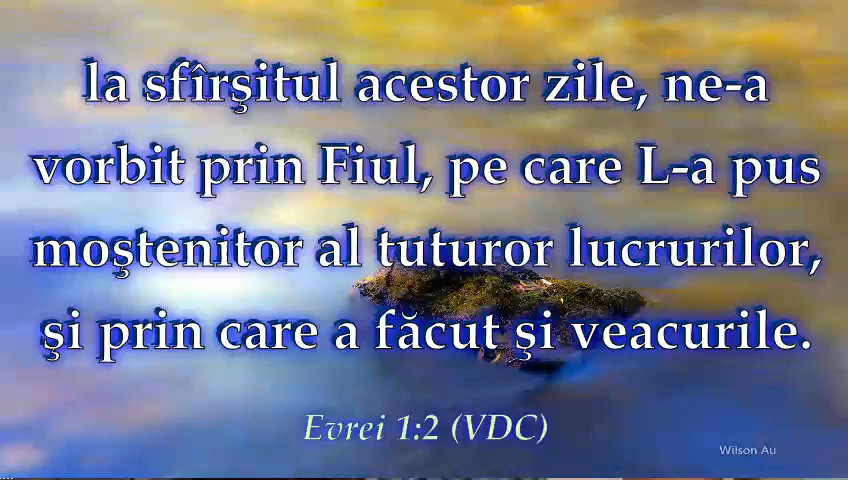 la sfîrşitul acestor zile, ne-a
vorbit prin Fiul, pe care L-a pus
moştenitor al tuturor lucrurilor,
şi prin care a făcut şi veacurile.
Evrei 1:2 (VDC)
Wilson Au